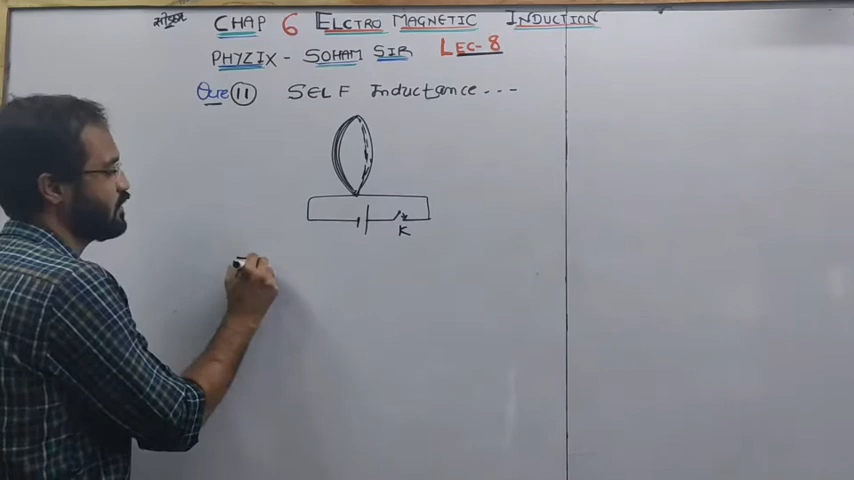 CHAP 6 ELCTRO MAGNETIC INDUCTION
PHYZIX - SOHAM SIR LEC-8
Que 11 SELF Inductance ---
K